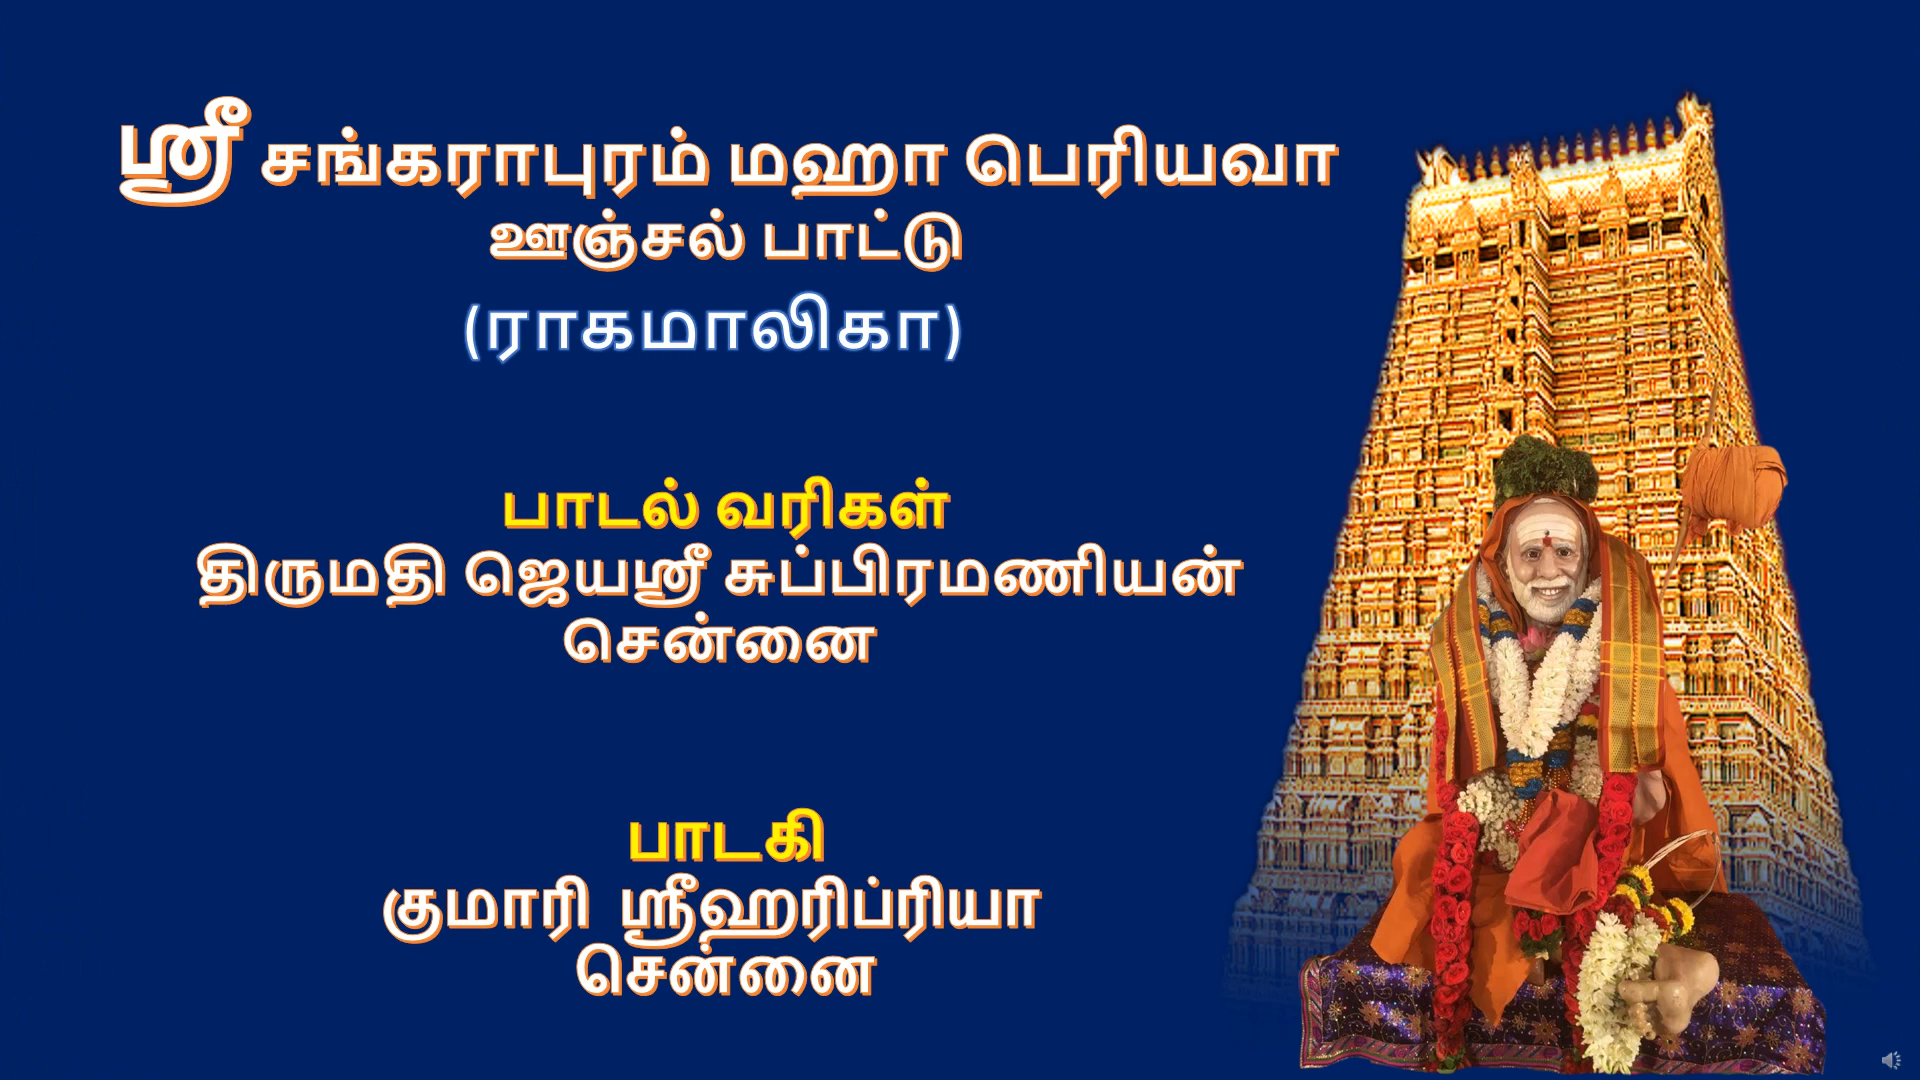 ஸ்ரீ சங்கராபுரம் மஹா பெரியவா
ஊஞ்சல் பாட்டு
(ராகமாலிகா)
பாடல் வரிகள்
திருமதி ஜெயஸ்ரீ சுப்பிரமணியன்
சென்னை
பாடகி
குமாரி ஸ்ரீஹரிப்ரியா
சென்னை